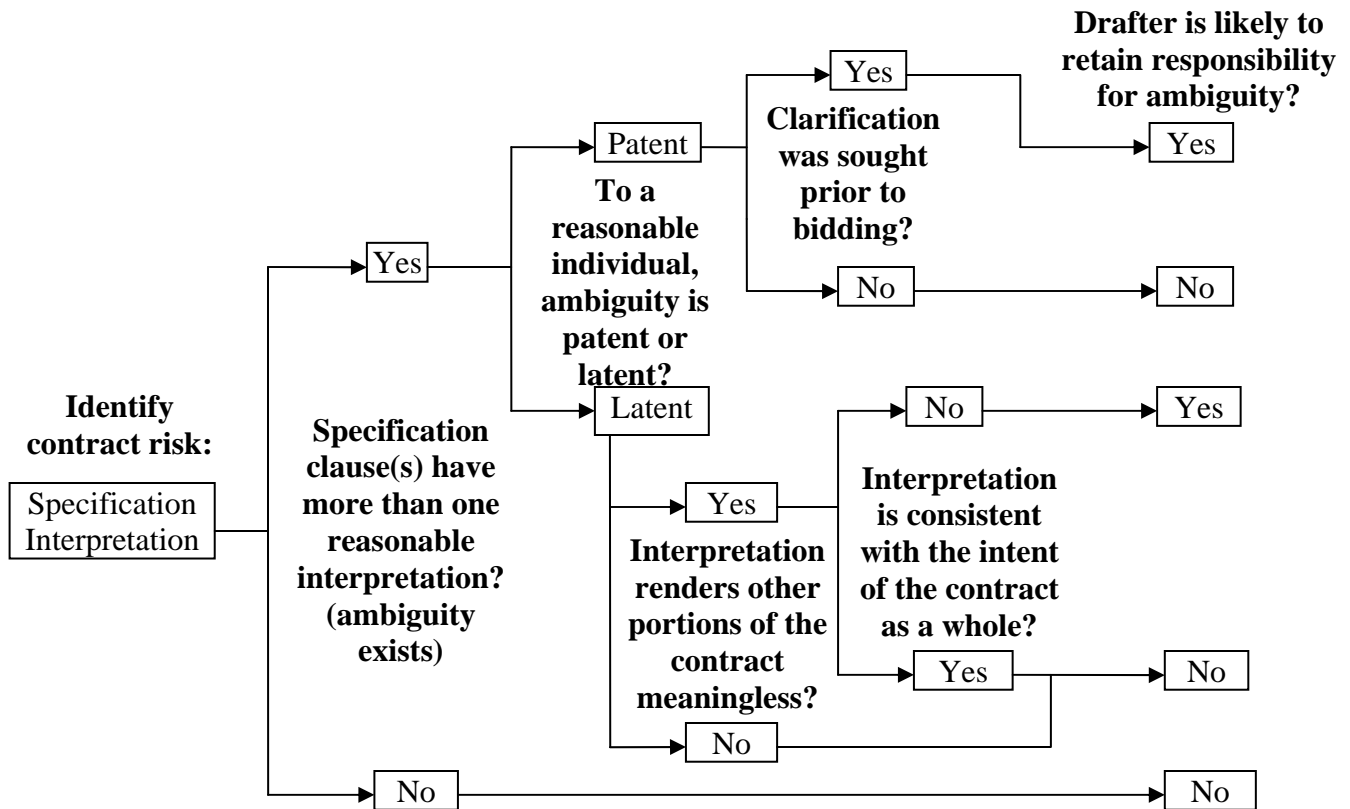 Drafter is likely to
retain responsibility
for ambiguity?
Yes
Clarification
was sought
prior to
bidding?
Yes
Patent
To a
reasonable
individual,
ambiguity is
patent or
latent?
Yes
No
No
Identify
contract risk:
Specification
Interpretation
Specification
clause(s) have
more than one
reasonable
interpretation?
(ambiguity
exists)
Latent
No
Yes
Yes
Interpretation
renders other
portions of the
contract
meaningless?
Interpretation
is consistent
with the intent
of the contract
as a whole?
Yes
No
No
No
No